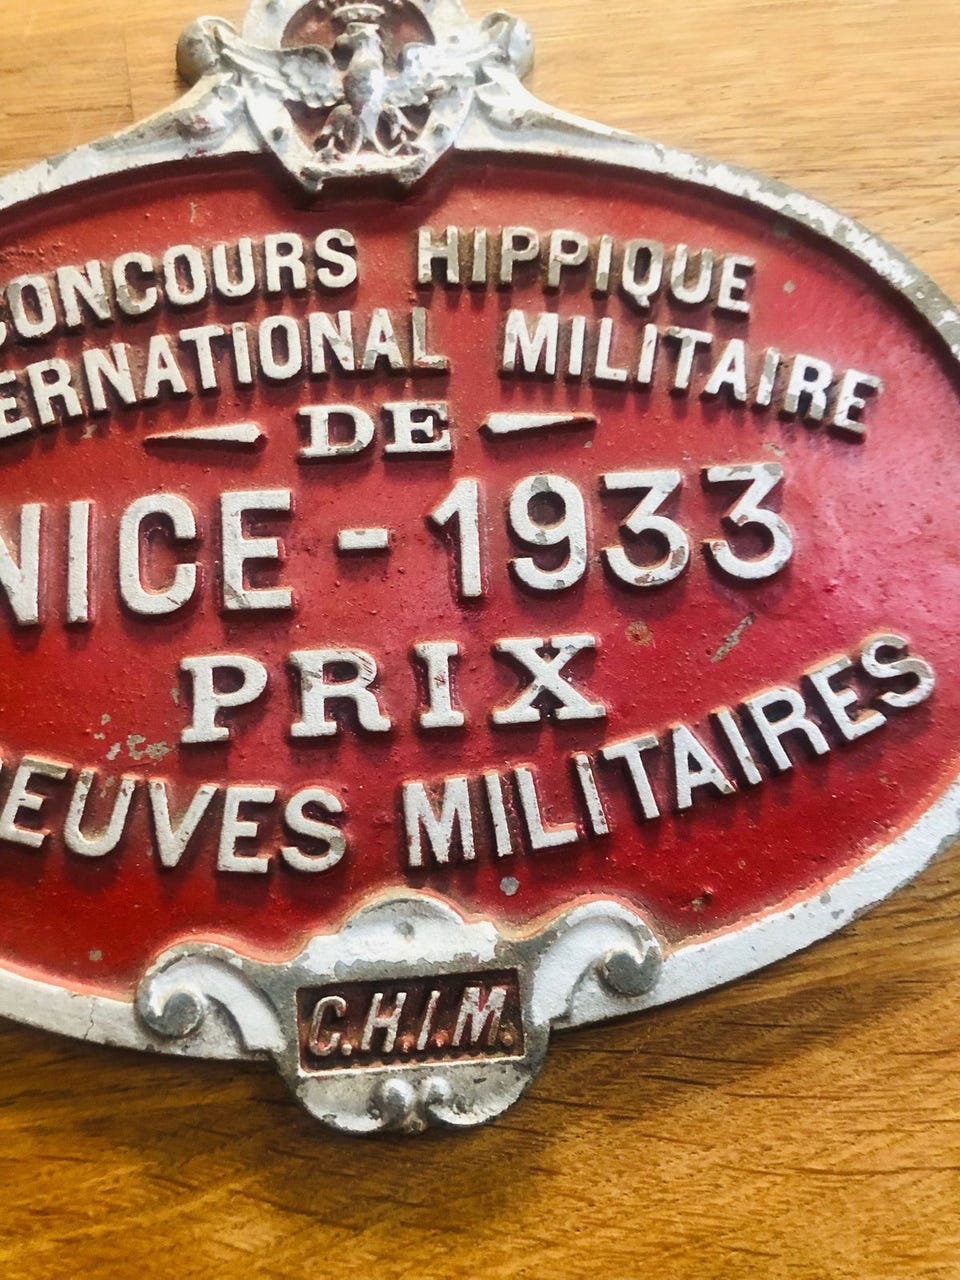 CONCOURS HIPPIQUE
ERNATIONAL MILITAIRE
DE
NICE - 1933
PRIX
EUVES MILITAIRES
C.H.I.M.